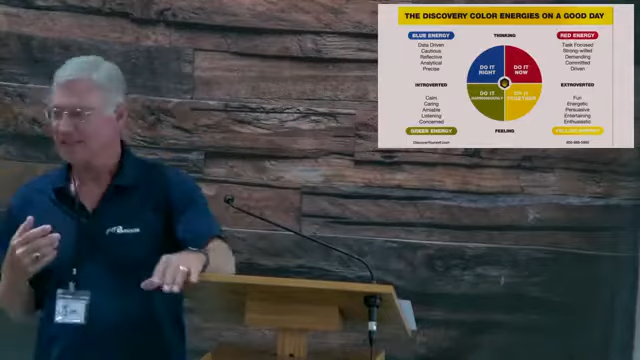 THE DISCOVERY COLOR ENERGIES ON A GOOD DAY
BLUE ENERGY
THINKING
RED ENERGY
Data Driven
Cautious
Reflective
Analytical
Precise
DO IT
RIGHT
DO IT
NOW
Task Focused
Strong-willed
Demanding
Committed
Driven
INTROVERTED
EXTROVERTED
Calm
Caring
Amiable
Listening
Concerned
DO IT
HARMONIOUSLY
DO IT
TOGETHER
Fun
Energetic
Persuasive
Entertaining
Enthusiastic
GREEN ENERGY
FEELING
YELLOW ENERGY